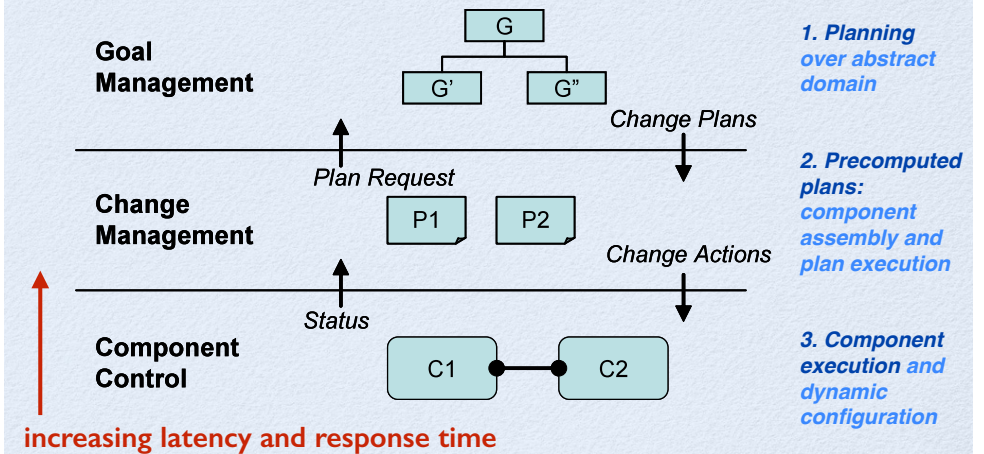 G
Goal
Management
G'
G”
1. Planning
over abstract
domain
Change Plans
Plan Request
Change
Management
P1
P2
2. Precomputed
plans:
component
assembly and
plan execution
Change Actions
Status
Component
Control
C1
C2
3. Component
execution and
dynamic
configuration
increasing latency and response time